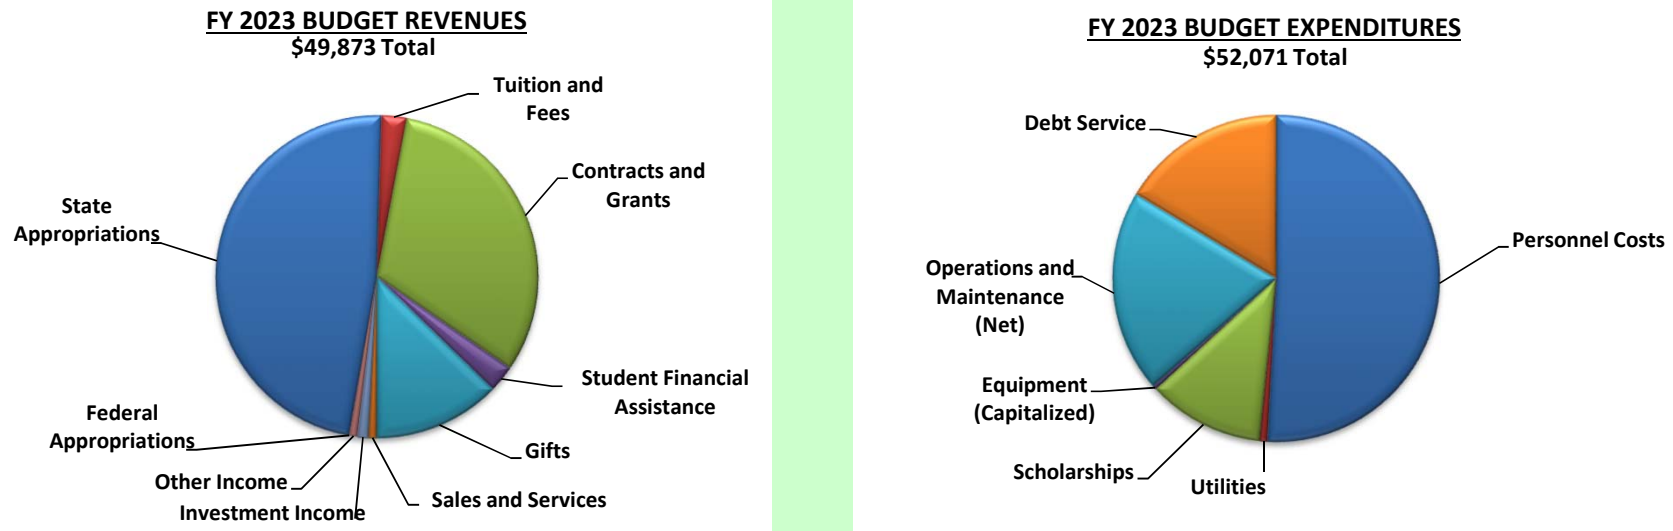 FY 2023 BUDGET REVENUES
$49,873 Total
Tuition and
Fees
Contracts and
Grants
State
Appropriations
Student Financial
Assistance
Federal
Appropriations
Gifts
Other Income
Sales and Services
Investment Income
FY 2023 BUDGET EXPENDITURES
$52,071 Total
Debt Service
Personnel Costs
Operations and
Maintenance
(Net)
Equipment
(Capitalized)
Scholarships
Utilities